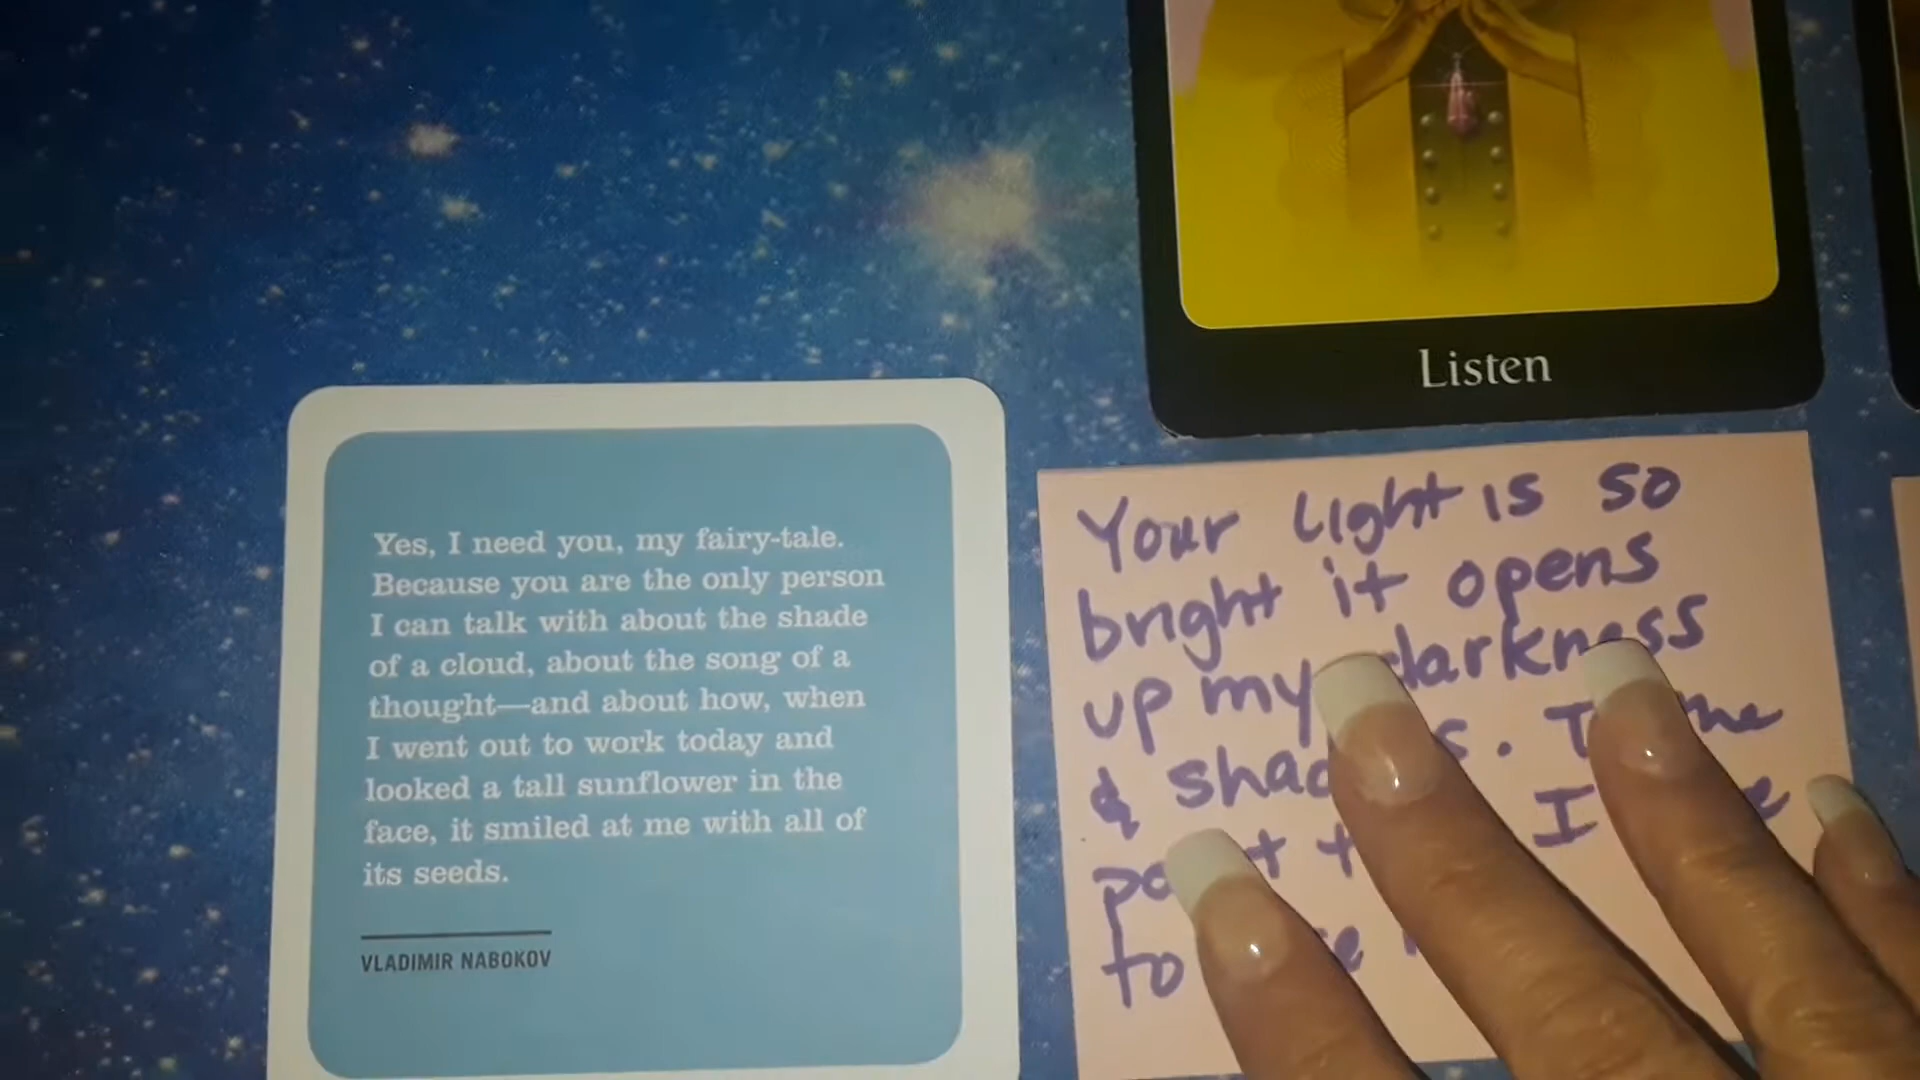 Listen
Yes, I need you, my fairy-tale.
Because you are the only person
I can talk with about the shade
of a cloud, about the song of a
thought—and about how, when
I went out to work today and
looked a tall sunflower in the
face, it smiled at me with all of
its seeds.
VLADIMIR NABOKOV
Your light is so
bright it opens
up my darkness
&
I
to